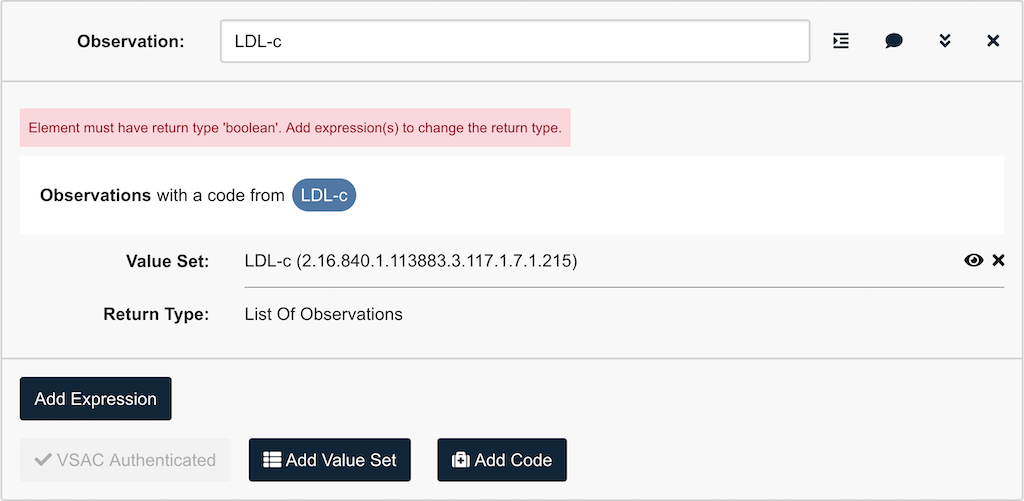 Observation: LDL-c
Element must have return type 'boolean'. Add expression(s) to change the return type.
Observations with a code from LDL-c
Value Set: LDL-c (2.16.840.1.113883.3.117.1.7.1.215)
Return Type: List Of Observations
Add Expression
VSAC Authenticated Add Value Set Add Code